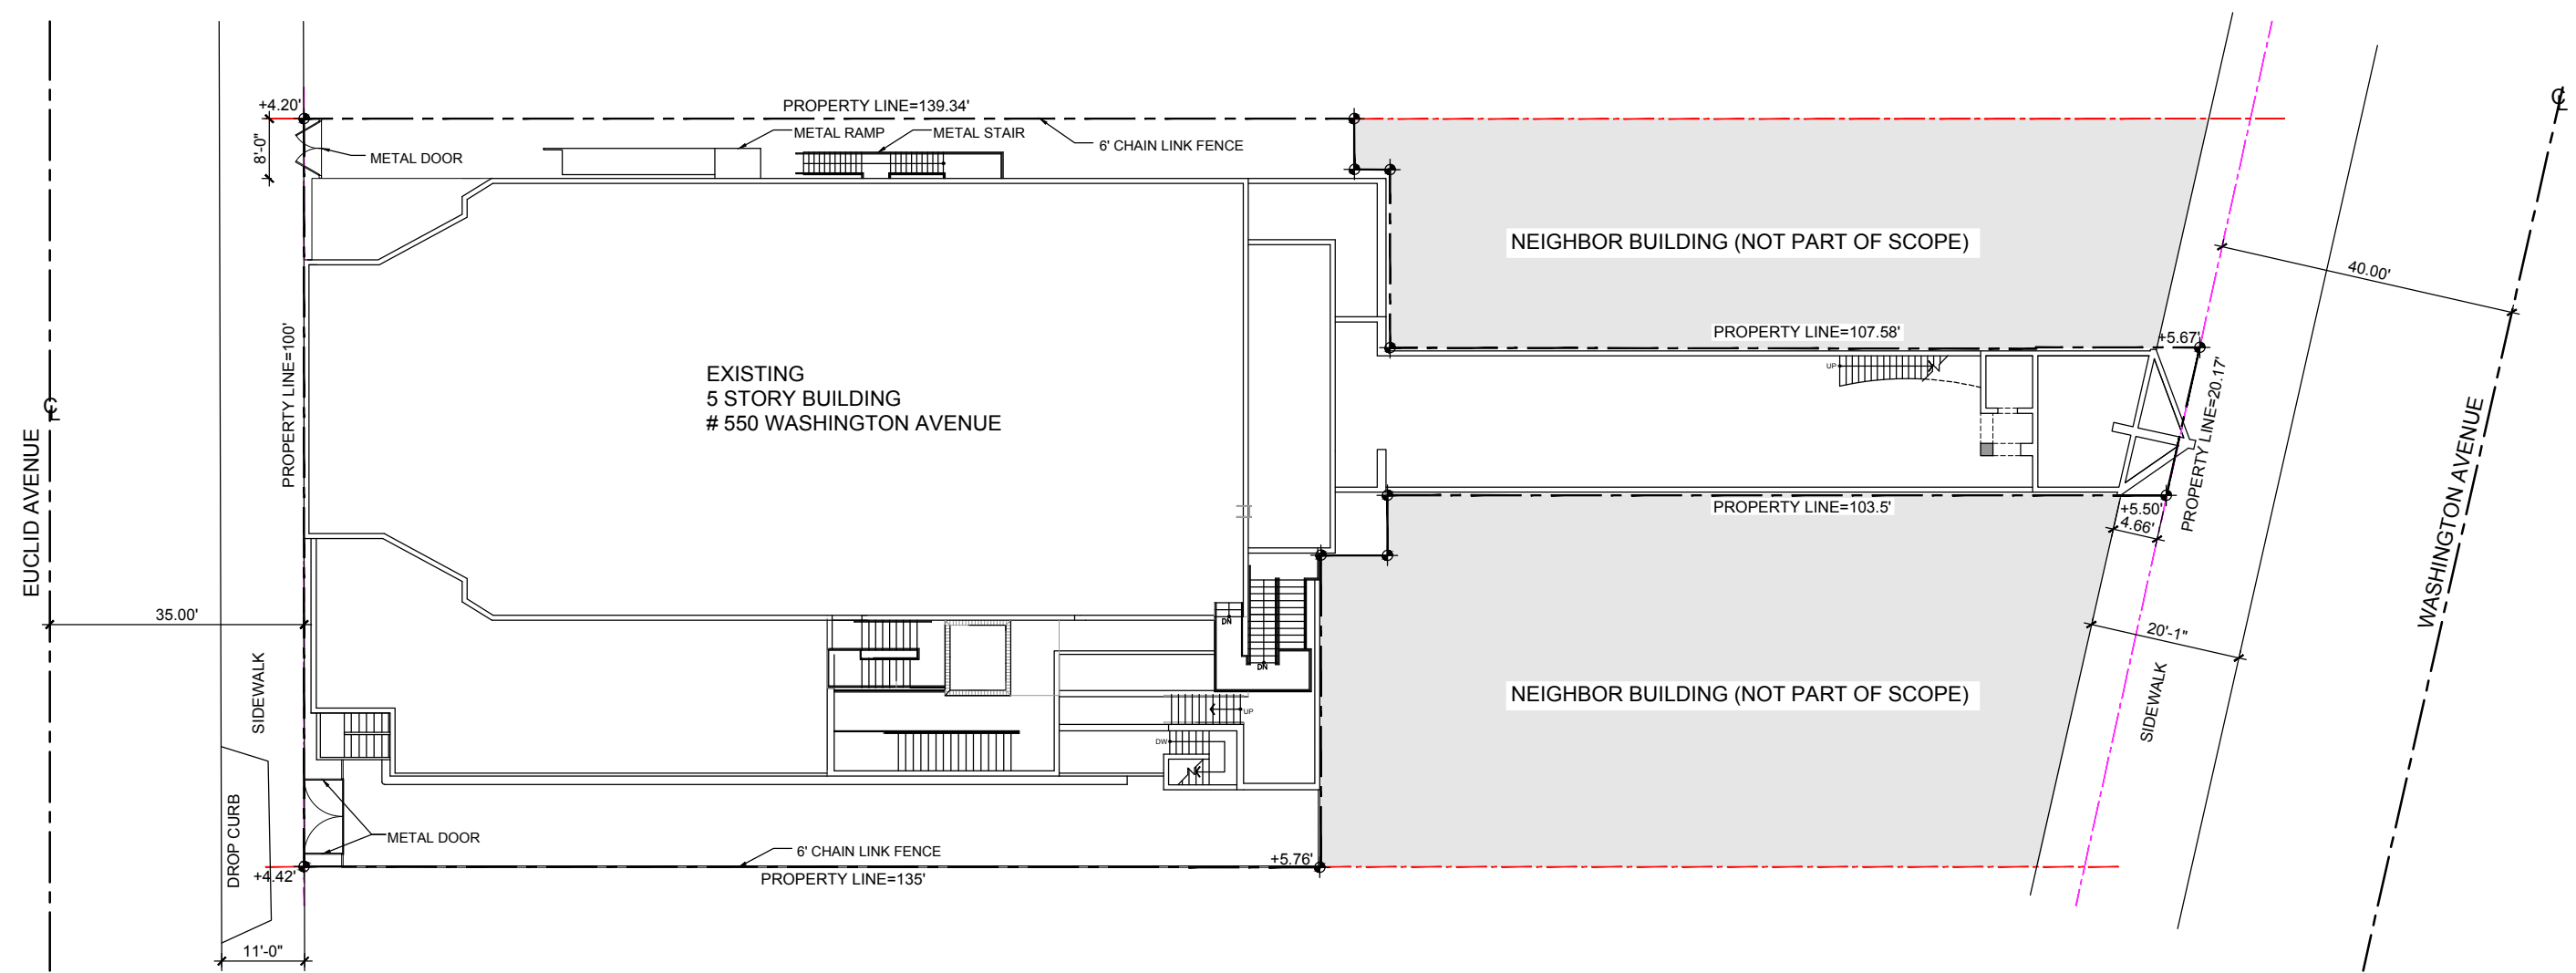 ℄
+4.20'
PROPERTY LINE=139.34'
METAL RAMP
METAL STAIR
6' CHAIN LINK FENCE
8'-0"
METAL DOOR
NEIGHBOR BUILDING (NOT PART OF SCOPE)
40.00'
PROPERTY LINE=107.58'
+5.67'
UP
PROPERTY LINE=20.17'
PROPERTY LINE=100'
EXISTING
5 STORY BUILDING
# 550 WASHINGTON AVENUE
℄
EUCLID AVENUE
WASHINGTON AVENUE
PROPERTY LINE=103.5'
+5.50'
4.66'
35.00'
20'-1"
DN
DN
SIDEWALK
NEIGHBOR BUILDING (NOT PART OF SCOPE)
SIDEWALK
UP
DW
DROP CURB
METAL DOOR
6' CHAIN LINK FENCE
+5.76'
+4.42'
PROPERTY LINE=135'
11'-0"